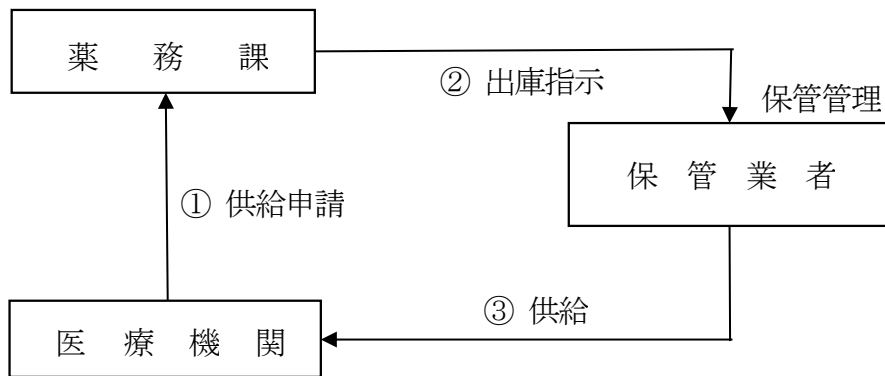 薬務課
② 出庫指示
保管管理
保管業者
① 供給申請
③ 供給
医療機関